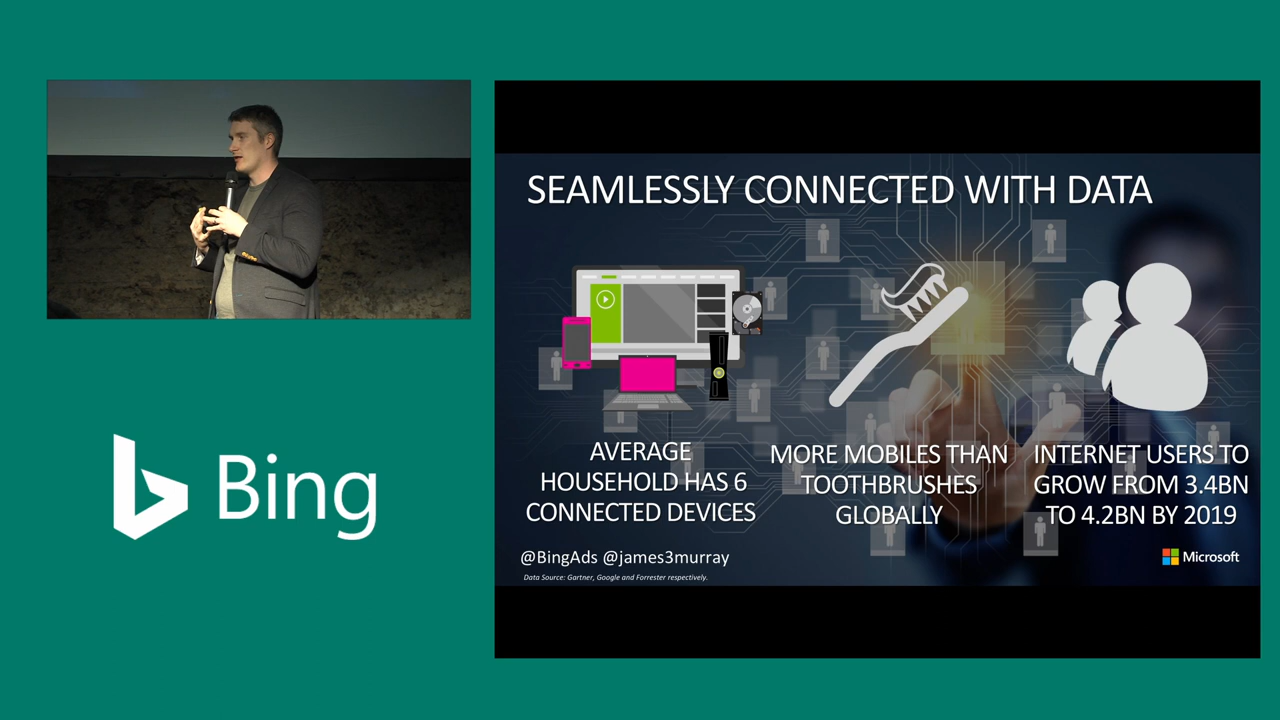 Bing
SEAMLESSLY CONNECTED WITH DATA
AVERAGE
HOUSEHOLD HAS 6
CONNECTED DEVICES
MORE MOBILES THAN
TOOTHBRUSHES
GLOBALLY
INTERNET USERS TO
GROW FROM 3.4BN
TO 4.2BN BY 2019
@BingAds @james3murray
Microsoft
Data Source: Gartner, Google and Forrester respectively.